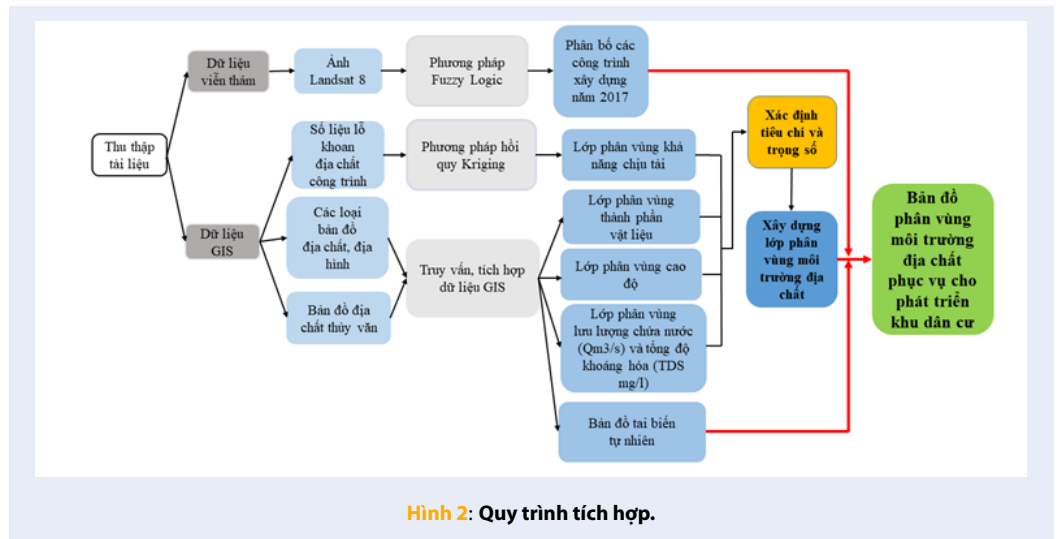 Thu thập
tài liệu
Dữ liệu
viễn thám
Ảnh
Landsat 8
Phương pháp
Fuzzy Logic
Phân bố các
công trình
xây dựng
năm 2017
Dữ liệu
GIS
Số liệu lỗ
khoan
địa chất
công trình
Phương pháp hồi
quy Kriging
Lớp phân vùng khả
năng chịu tải
Các loại
bản đồ
địa chất, địa
hình
Bản đồ địa
chất thủy văn
Truy vấn, tích hợp
dữ liệu GIS
Lớp phân vùng
thành phần
vật liệu
Lớp phân vùng cao
độ
Lớp phân vùng
lưu lượng chứa nước
(Qm3/s) và tổng độ
khoáng hóa (TDS
mg/l)
Bản đồ tai biến
tự nhiên
Xác định
tiêu chí và
trọng số
Xây dựng
lớp phân
vùng môi
trường địa
chất
Bản đồ
phân vùng
môi trường
địa chất
phục vụ cho
phát triển
khu dân cư
Hình 2: Quy trình tích hợp.